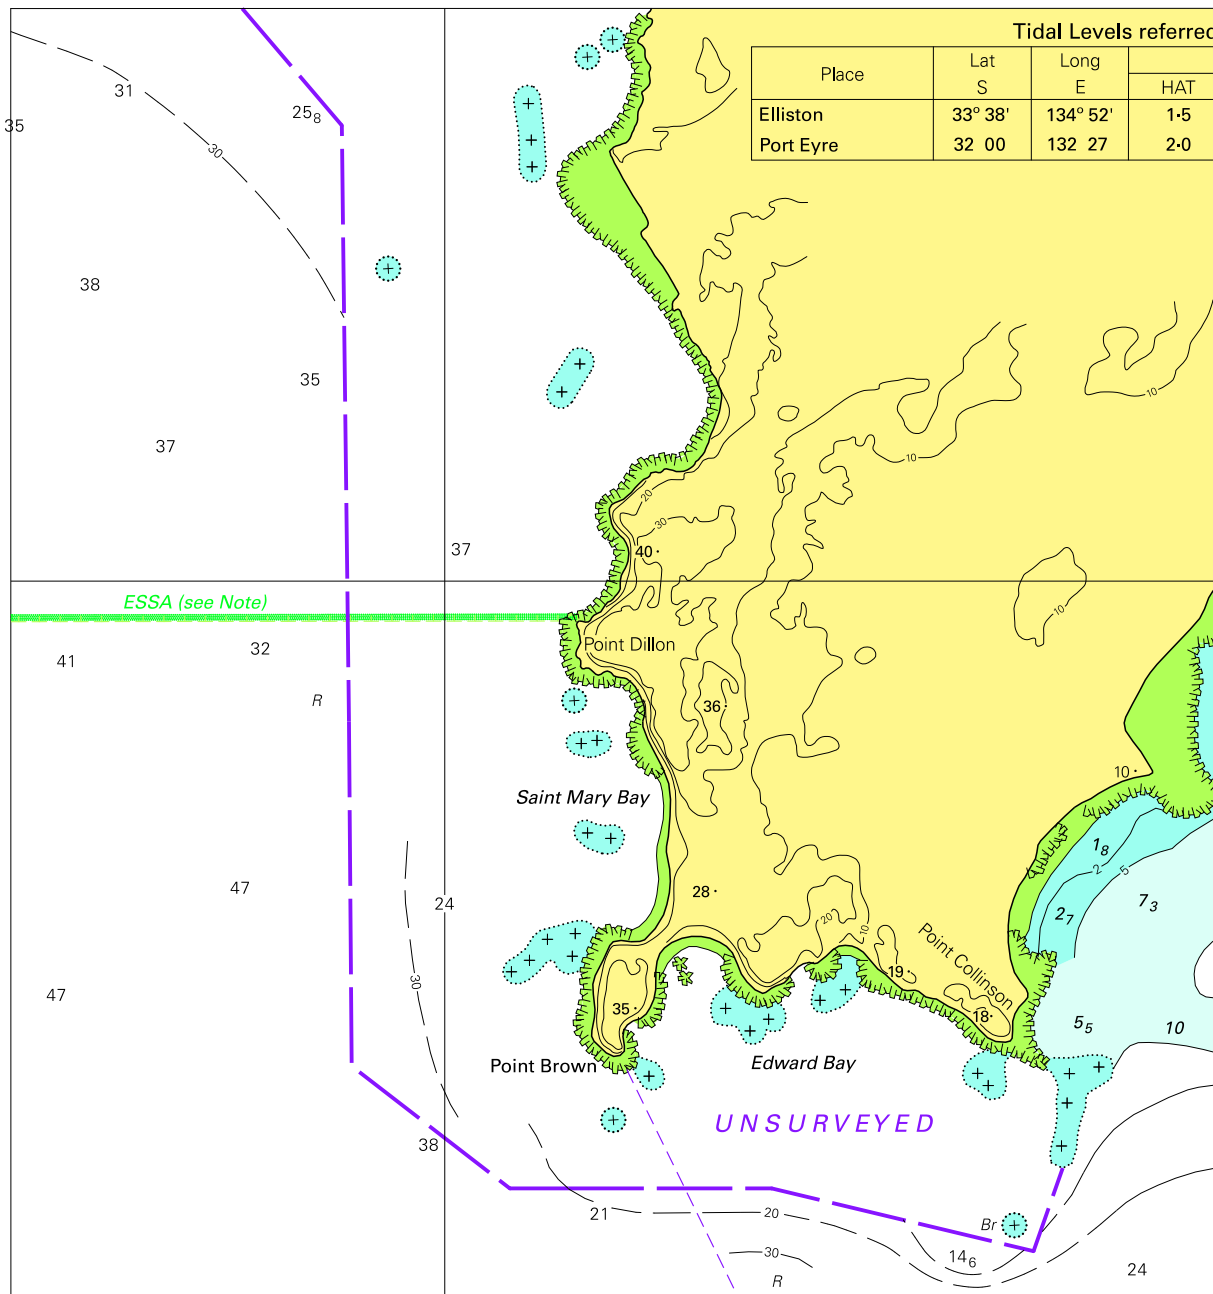 Tidal Levels referred
Place Lat S Long E HAT
Elliston 33° 38' 134° 52' 1·5
Port Eyre 32 00 132 27 2·0
31
35
25₈
30
38
35
37
10
10
20
30
37
40
ESSA (see Note)
10
41
32
Point Dillon
R
36
10
Saint Mary Bay
1₈
2
5
47
24
28
7₃
2₇
20
10
Point Collinson
30
47
19
35
18
5₅
10
Point Brown
Edward Bay
UNSURVEYED
38
21
20
Br
30
14₆
24
R